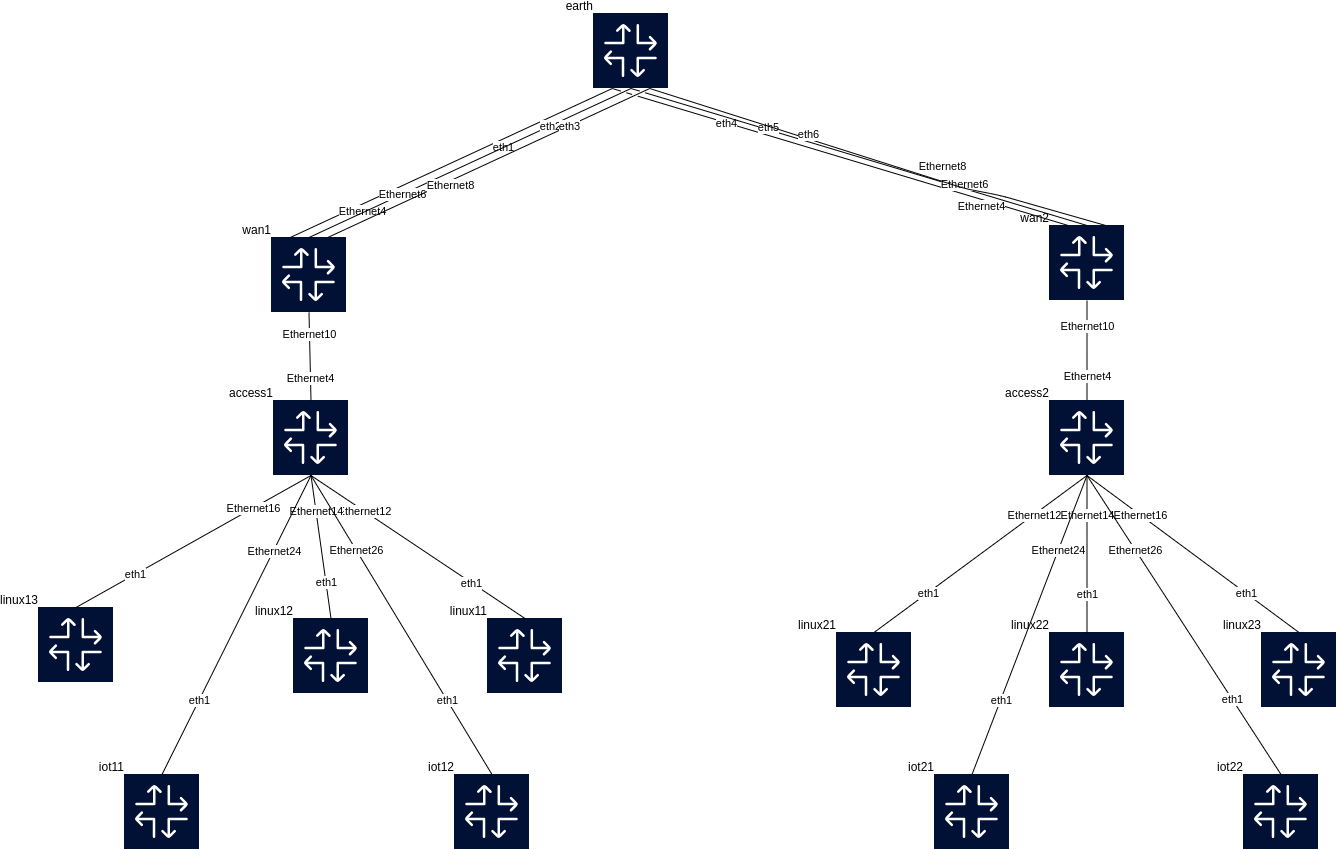 earth
eth2
eth3
eth1
eth4
eth5
eth6
Ethernet8
Ethernet6
Ethernet4
Ethernet8
Ethernet6
Ethernet4
wan1
wan2
Ethernet10
Ethernet10
Ethernet4
Ethernet4
access1
access2
Ethernet16
Ethernet14
Ethernet12
Ethernet12
Ethernet14
Ethernet16
Ethernet24
Ethernet26
Ethernet24
Ethernet26
eth1
eth1
eth1
eth1
eth1
eth1
linux13
linux12
linux11
linux21
linux22
linux23
eth1
eth1
eth1
eth1
iot11
iot12
iot21
iot22